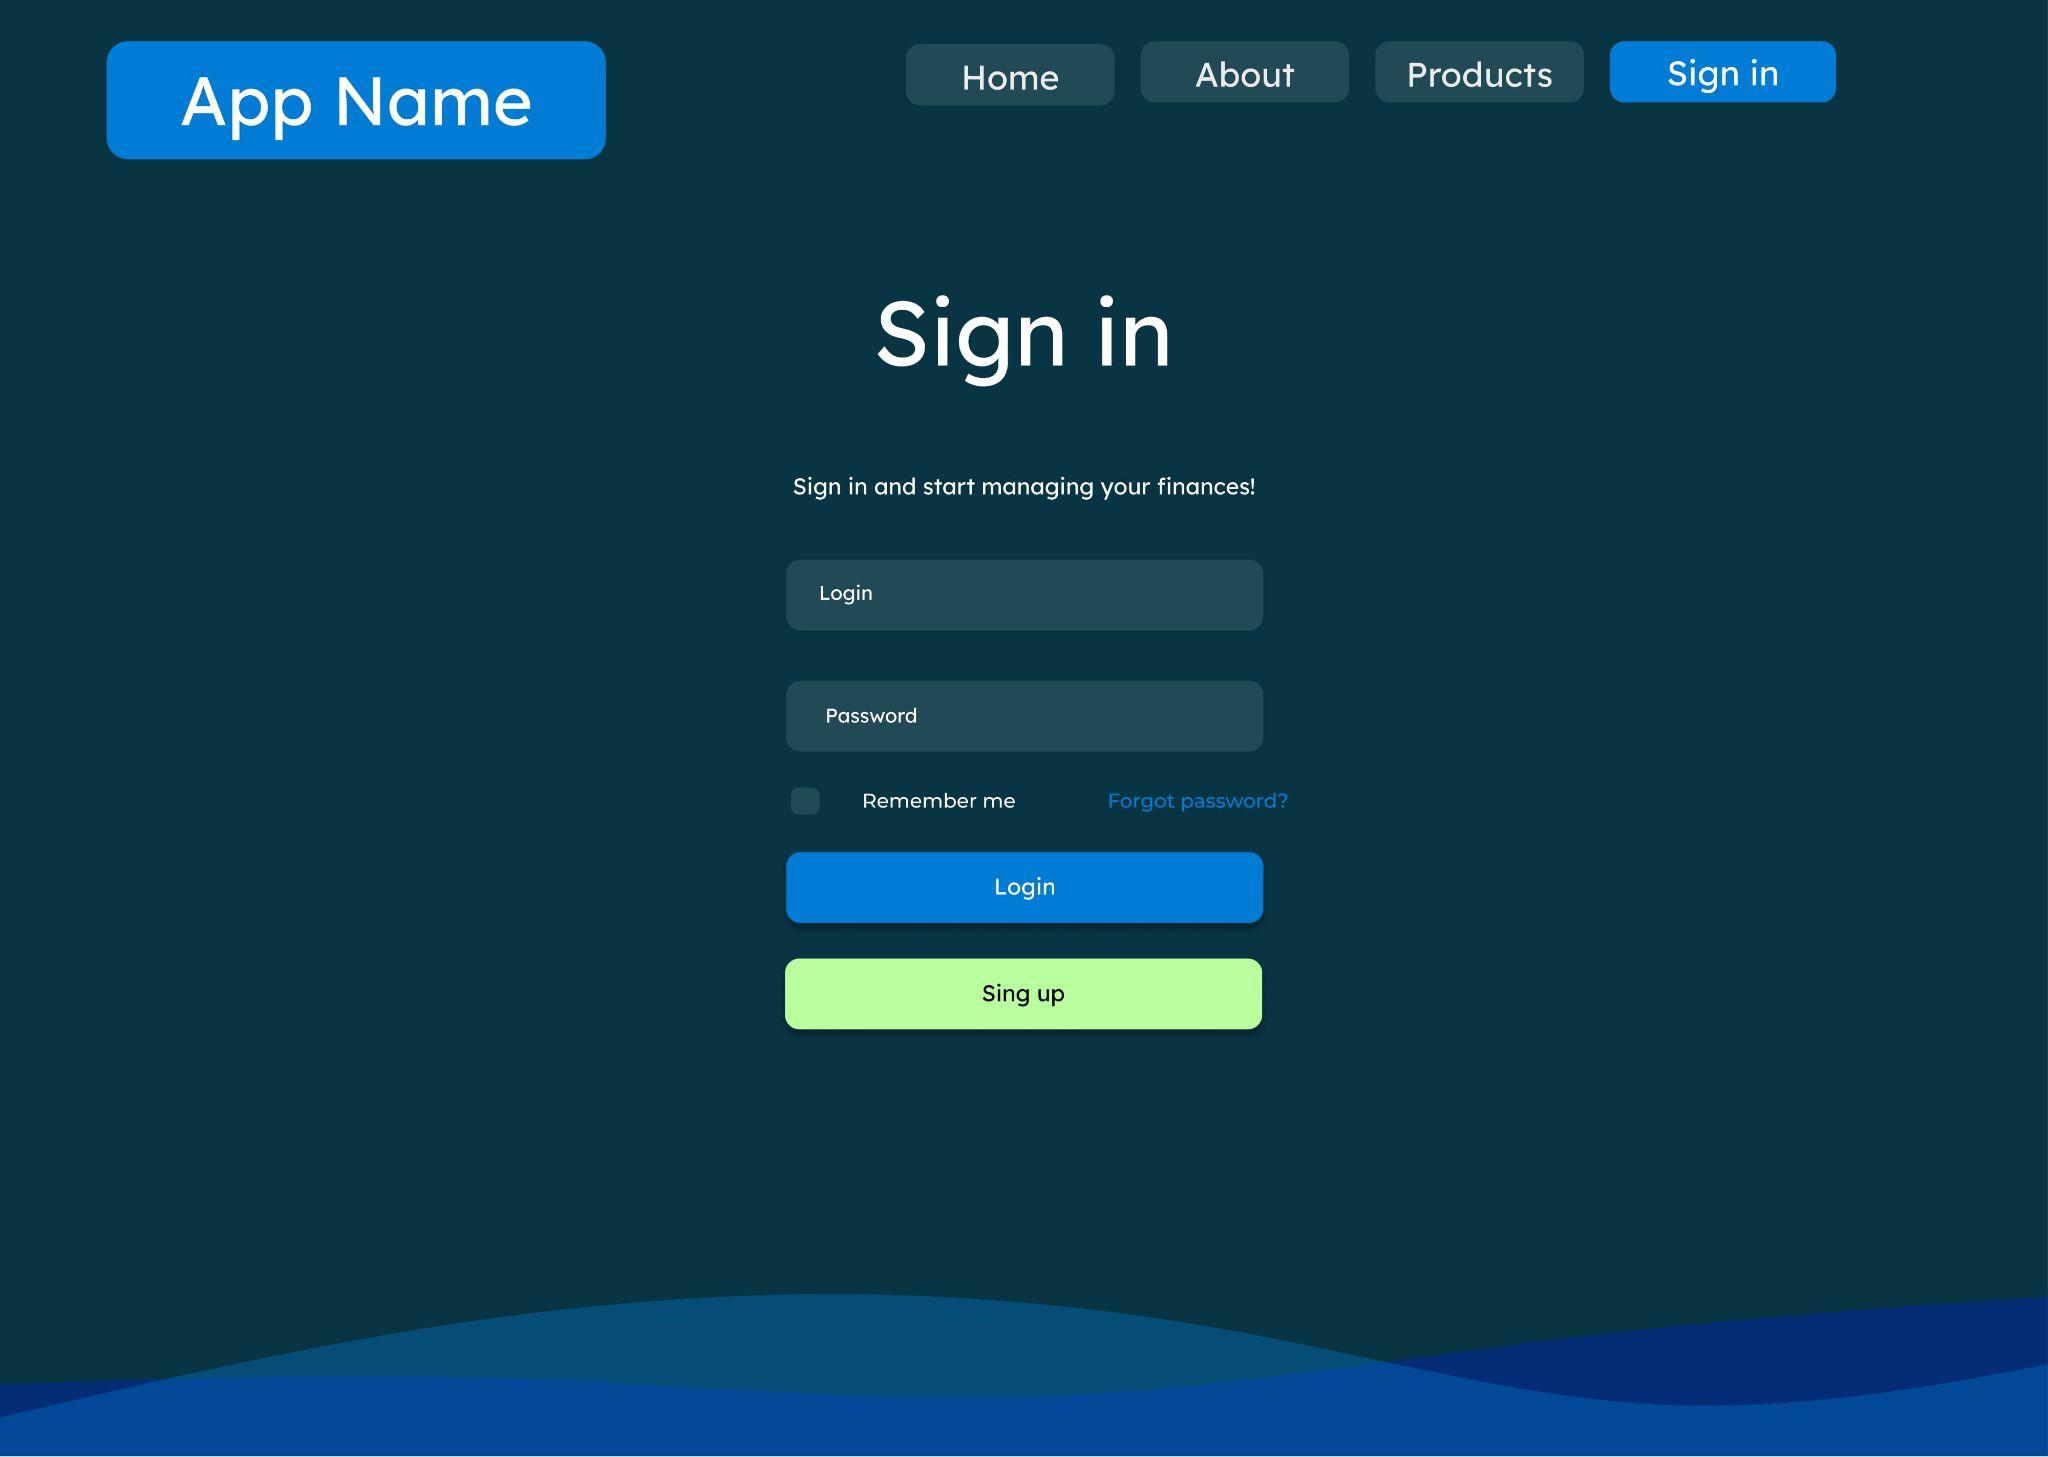 App Name
Home
About
Products
Sign in
Sign in
Sign in and start managing your finances!
Login
Password
Remember me
Forgot password?
Login
Sing up